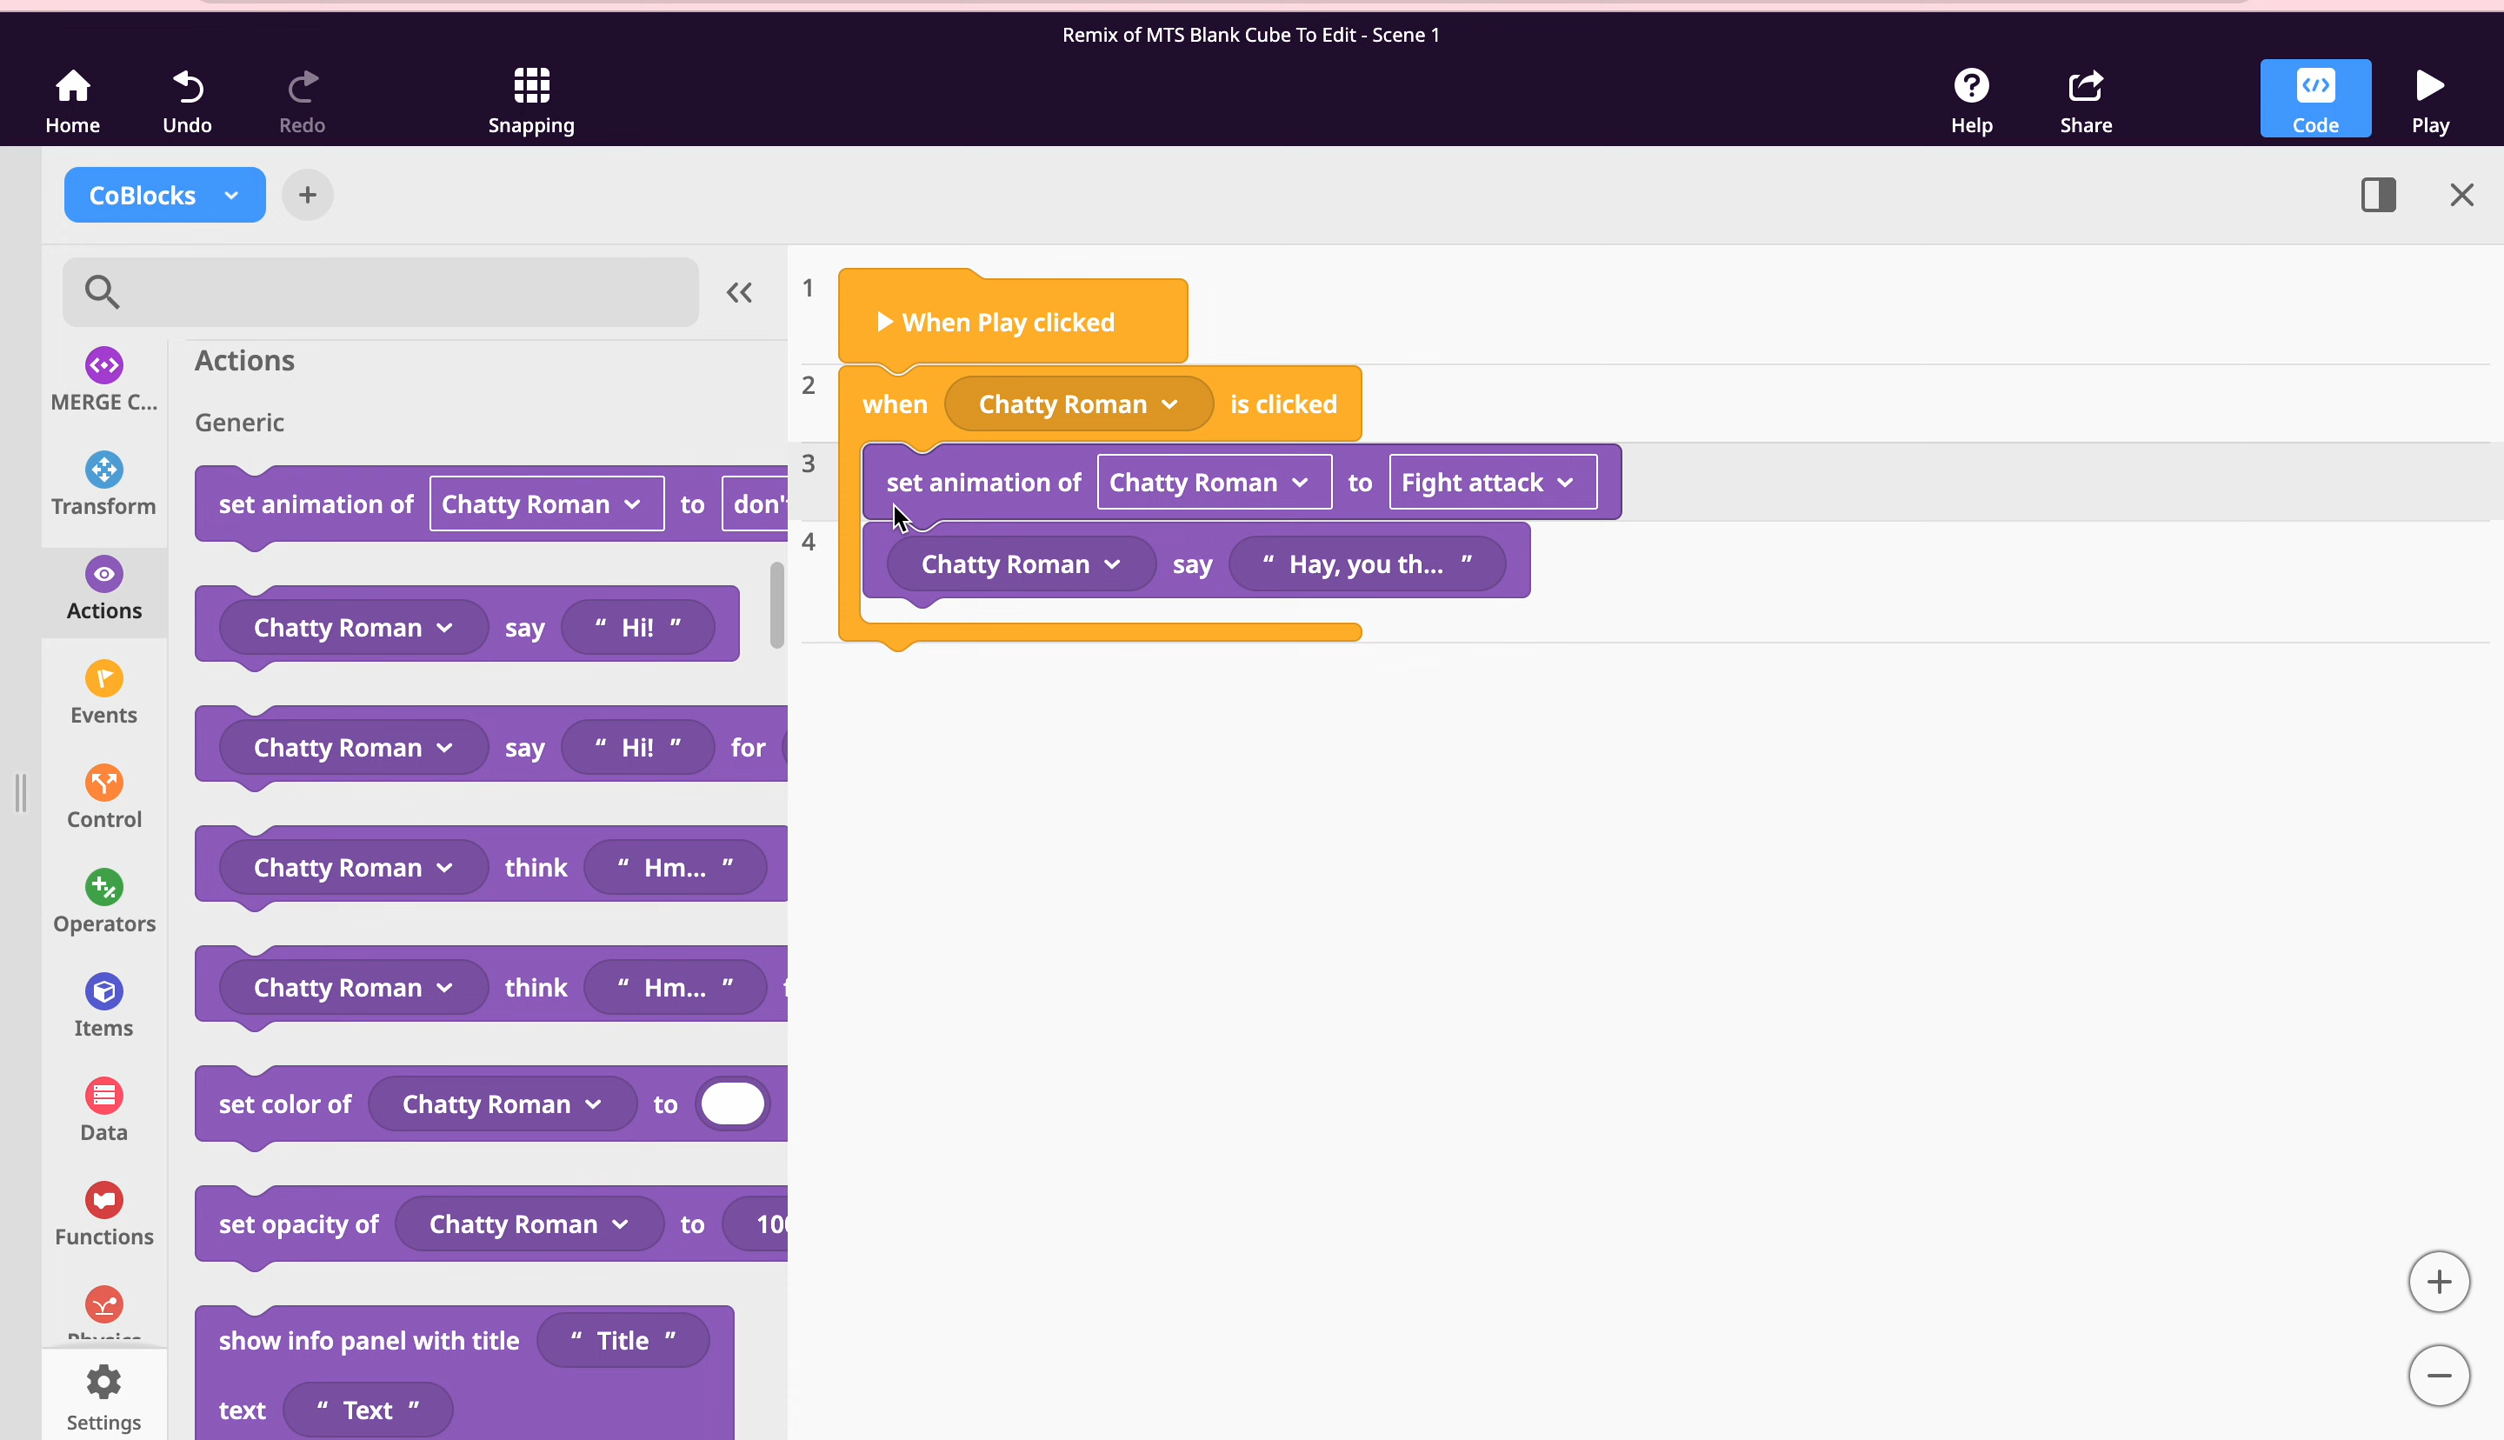 Remix of MTS Blank Cube To Edit - Scene 1
Home
Undo
Redo
Snapping
Help
Share
Code
Play
CoBlocks
MERGE C...
Transform
Actions
Events
Control
Operators
Items
Data
Functions
Physics
Settings
Actions
Generic
set animation of Chatty Roman to don'
Chatty Roman say “ Hi! ”
Chatty Roman say “ Hi! ” for
Chatty Roman think “ Hm... ”
Chatty Roman think “ Hm... ”
set color of Chatty Roman to
set opacity of Chatty Roman to 100
show info panel with title “ Title ”
text “ Text ”
1 When Play clicked
2 when Chatty Roman is clicked
3 set animation of Chatty Roman to Fight attack
4 Chatty Roman say “ Hay, you th... ”